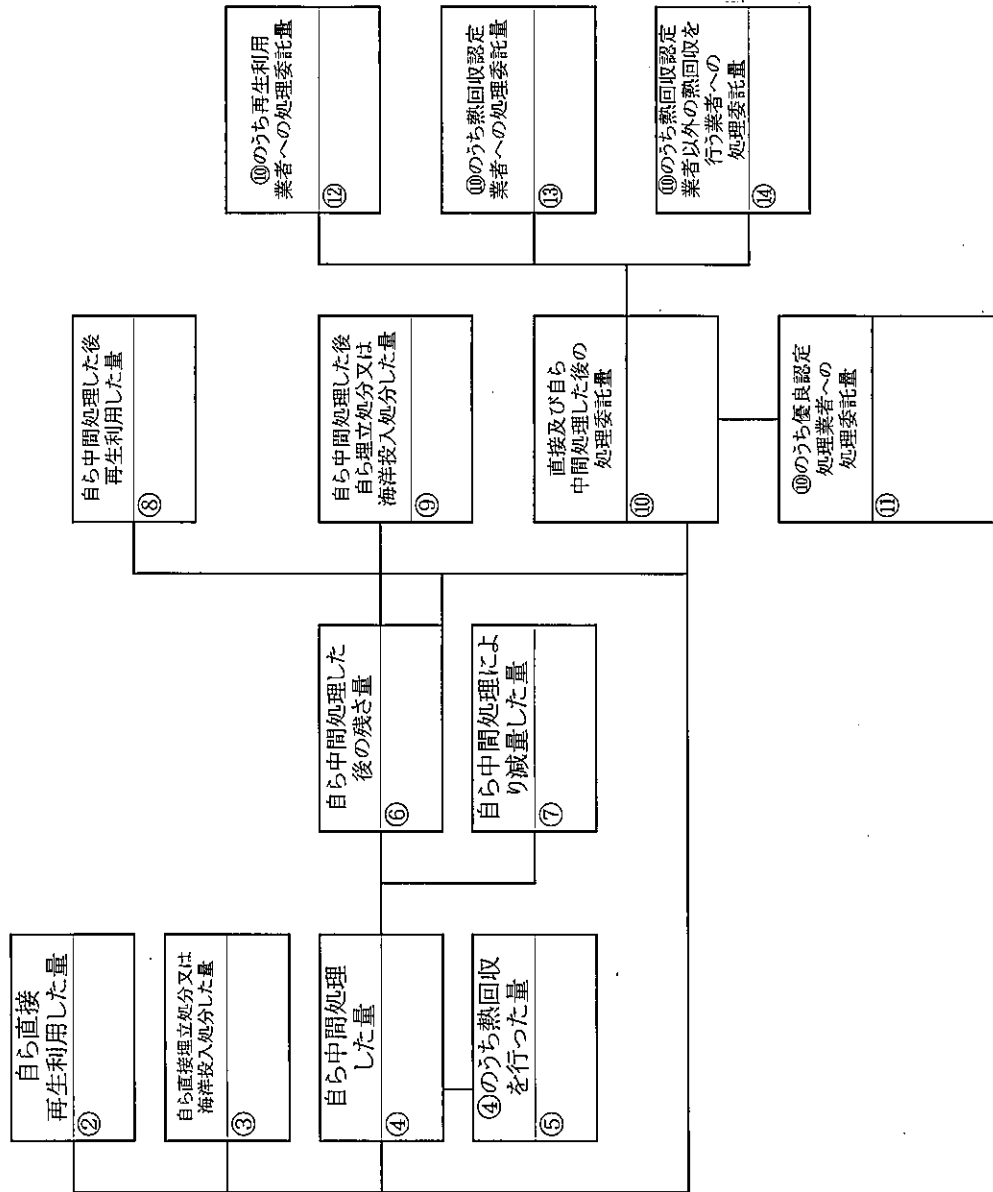 自ら直接
再生利用した量
②
自ら直接埋立処分又は
海洋投入処分した量
③
自ら中間処理
した量
④
④のうち熱回収
を行った量
⑤
自ら中間処理した
後の残さ量
⑥
自ら中間処理によ
り減量した量
⑦
自ら中間処理した後
再生利用した量
⑧
自ら中間処理した後
自ら埋立処分又は
海洋投入処分した量
⑨
直接及び自ら
中間処理した後の
処理委託量
⑩
⑩のうち優良認定
処理業者への
処理委託量
⑪
⑩のうち再生利用
業者への処理委託量
⑫
⑩のうち熱回収認定
業者への処理委託量
⑬
⑩のうち熱回収認定
業者以外の熱回収を
行う業者への
処理委託量
⑭